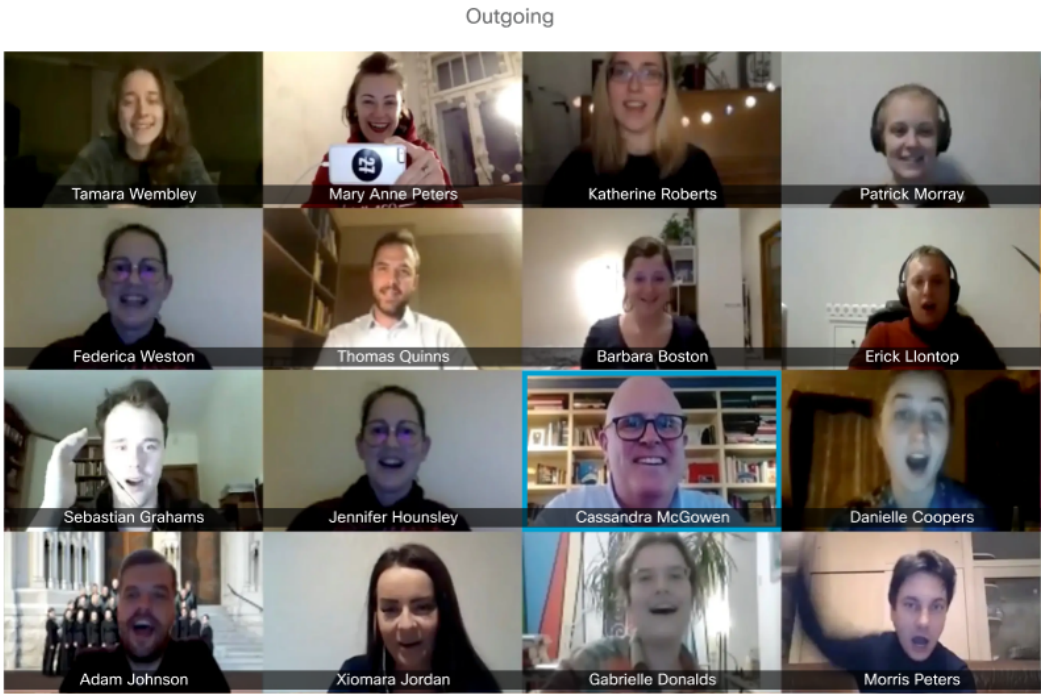 Outgoing
Tamara Wembley
Mary Anne Peters
27
Katherine Roberts
Patrick Morray
Federica Weston
Thomas Quinns
Barbara Boston
Erick Llontop
Sebastian Grahams
Jennifer Hounsley
Cassandra McGowen
Danielle Coopers
Adam Johnson
Xiomara Jordan
Gabrielle Donalds
Morris Peters